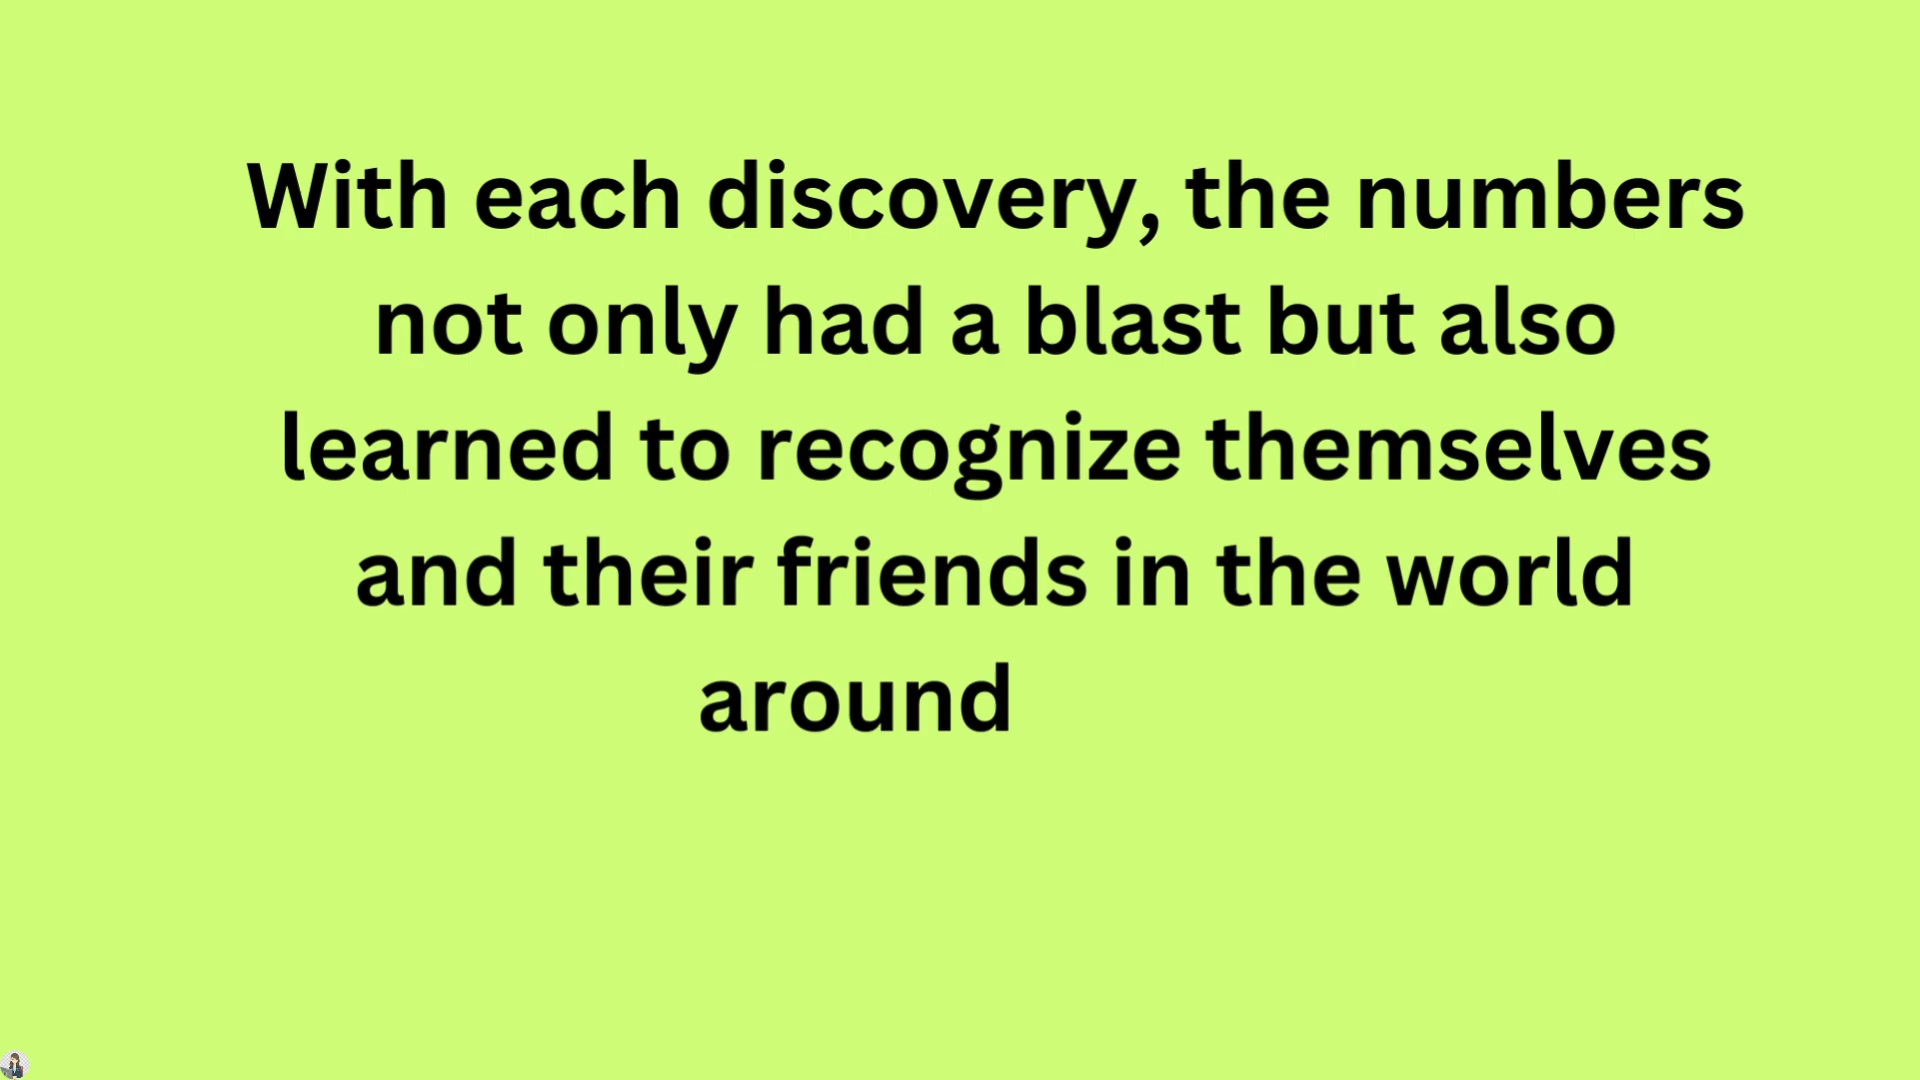 With each discovery, the numbers
not only had a blast but also
learned to recognize themselves
and their friends in the world
around